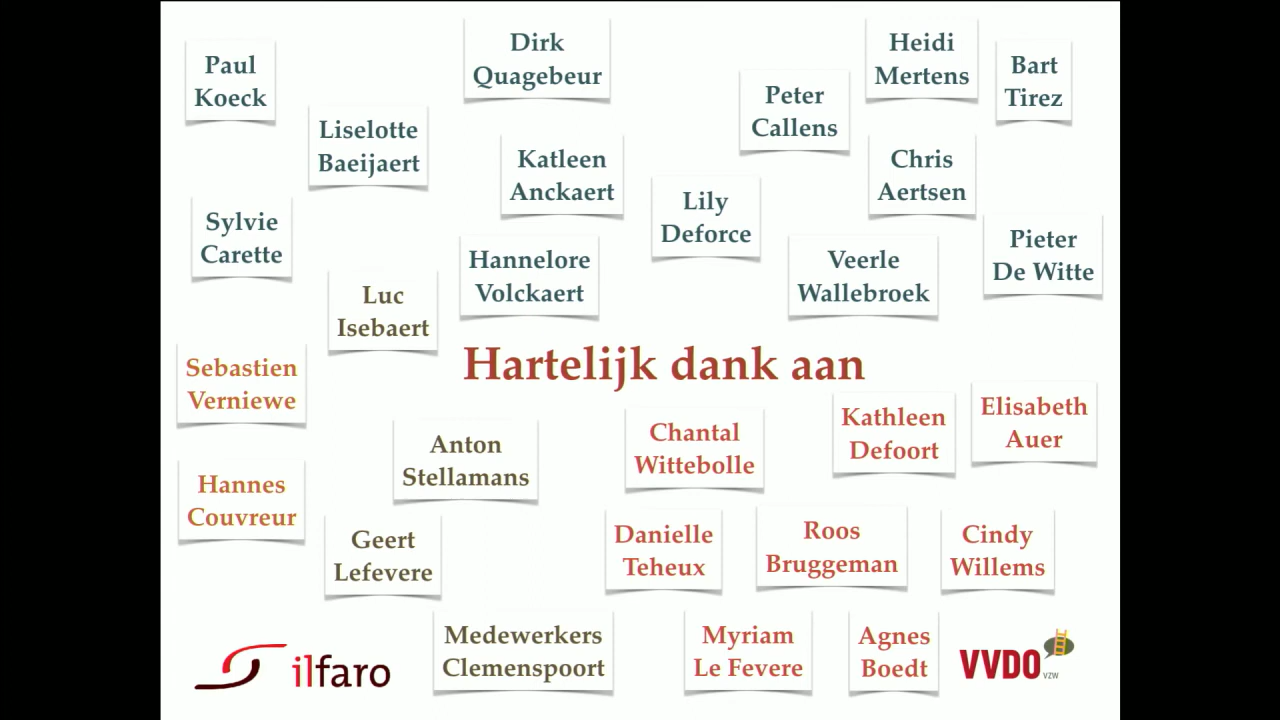 Paul
Koeck
Dirk
Quagebeur
Heidi
Mertens
Bart
Tirez
Peter
Callens
Liselotte
Baeijaert
Katleen
Anckaert
Chris
Aertsen
Lily
Deforce
Sylvie
Carette
Pieter
De Witte
Hannelore
Volckaert
Veerle
Wallebroek
Luc
Isebaert
Hartelijk dank aan
Sebastien
Verniewe
Elisabeth
Auer
Kathleen
Defoort
Chantal
Wittebolle
Anton
Stellamans
Hannes
Couvreur
Roos
Bruggeman
Danielle
Teheux
Cindy
Willems
Geert
Lefevere
Medewerkers
Clemenspoort
Myriam
Le Fevere
Agnes
Boedt
ilfaro
VVDO
VZW